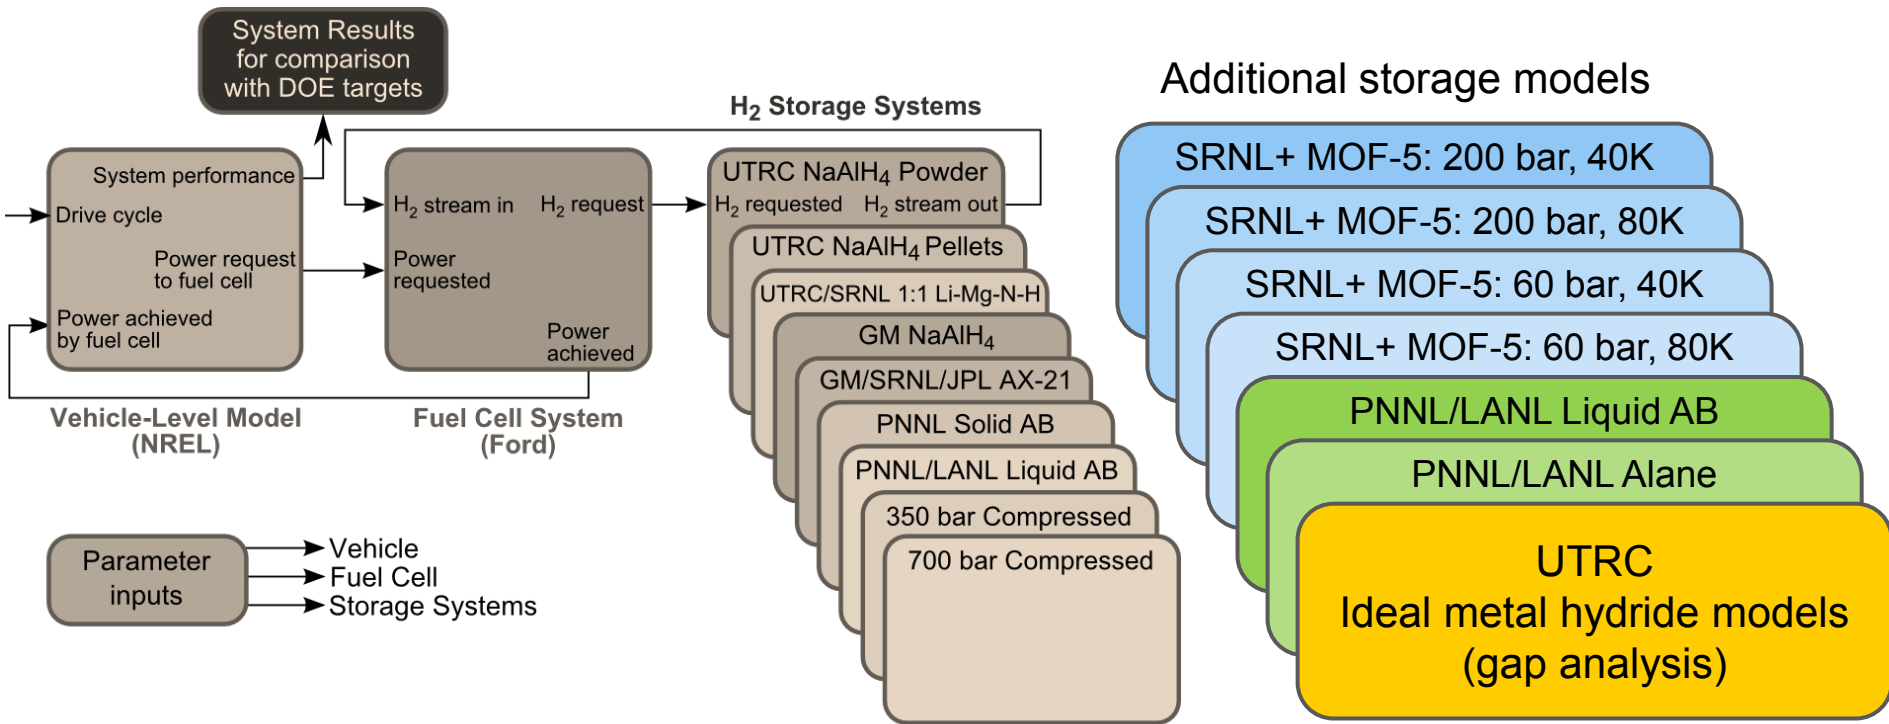 System Results
for comparison
with DOE targets
H₂ Storage Systems
System performance
Drive cycle
Power request
to fuel cell
Power achieved
by fuel cell
Vehicle-Level Model
(NREL)
H₂ stream in
H₂ request
Power
requested
Power
achieved
Fuel Cell System
(Ford)
UTRC NaAlH₄ Powder
H₂ requested
H₂ stream out
UTRC NaAlH₄ Pellets
UTRC/SRNL 1:1 Li-Mg-N-H
GM NaAlH₄
GM/SRNL/JPL AX-21
PNNL Solid AB
PNNL/LANL Liquid AB
350 bar Compressed
700 bar Compressed
Parameter
inputs
Vehicle
Fuel Cell
Storage Systems
Additional storage models
SRNL+ MOF-5: 200 bar, 40K
SRNL+ MOF-5: 200 bar, 80K
SRNL+ MOF-5: 60 bar, 40K
SRNL+ MOF-5: 60 bar, 80K
PNNL/LANL Liquid AB
PNNL/LANL Alane
UTRC
Ideal metal hydride models
(gap analysis)